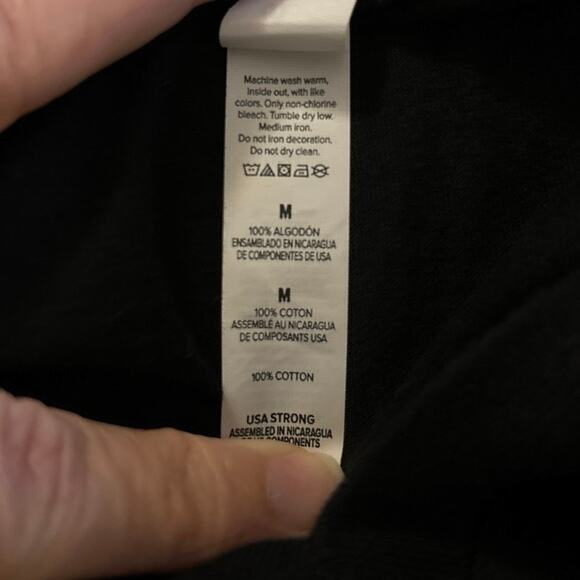 Machine wash warm,
inside out, with like
colors. Only non-chlorine
bleach. Tumble dry low.
Medium iron.
Do not iron decoration.
Do not dry clean.
M
100% ALGODÓN
ENSAMBLADO EN NICARAGUA
DE COMPONENTES DE USA
M
100% COTON
ASSEMBLÉ AU NICARAGUA
DE COMPOSANTS USA
100% COTTON
USA STRONG
ASSEMBLED IN NICARAGUA
COMPONENTS